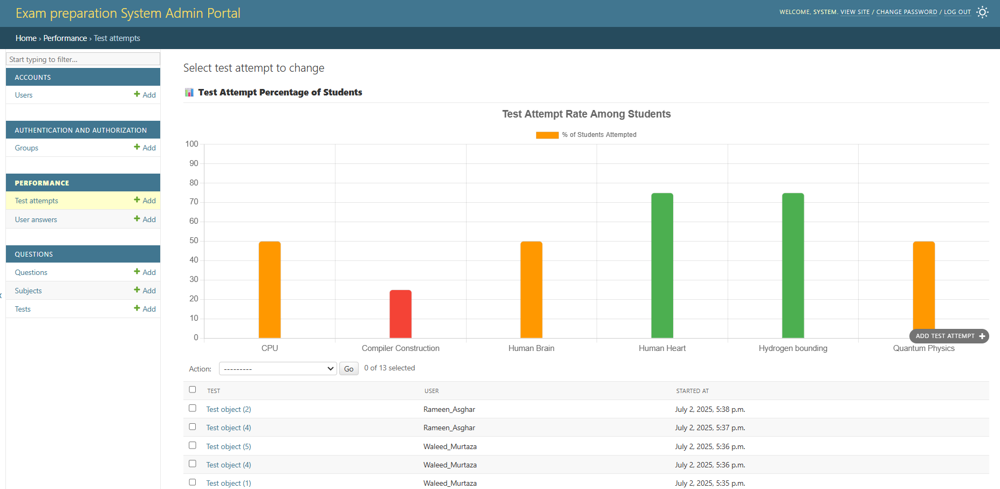 Exam preparation System Admin Portal
WELCOME, SYSTEM. VIEW SITE / CHANGE PASSWORD / LOG OUT
Home › Performance › Test attempts
Start typing to filter...
ACCOUNTS
Users Add
AUTHENTICATION AND AUTHORIZATION
Groups Add
PERFORMANCE
Test attempts Add
User answers Add
QUESTIONS
Questions Add
Subjects Add
Tests Add
Select test attempt to change
Test Attempt Percentage of Students
Test Attempt Rate Among Students
% of Students Attempted
100
90
80
70
60
50
40
30
20
10
0
CPU Compiler Construction Human Brain Human Heart Hydrogen bounding Quantum Physics
ADD TEST ATTEMPT +
Action: --------- Go 0 of 13 selected
TEST USER STARTED AT
Test object (2) Rameen_Asghar July 2, 2025, 5:38 p.m.
Test object (4) Rameen_Asghar July 2, 2025, 5:37 p.m.
Test object (5) Waleed_Murtaza July 2, 2025, 5:36 p.m.
Test object (4) Waleed_Murtaza July 2, 2025, 5:36 p.m.
Test object (1) Waleed_Murtaza July 2, 2025, 5:35 p.m.